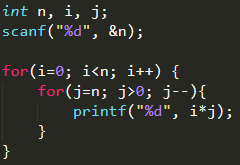 int n, i, j;
scanf("%d", &n);
for(i=0; i<n; i++) {
    for(j=n; j>0; j--){
        printf("%d", i*j);
    }
}